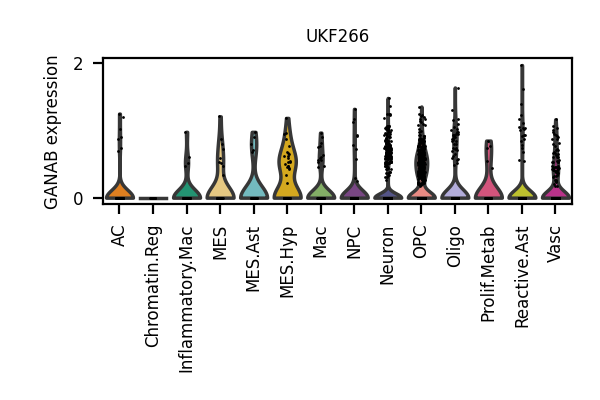 UKF266
GANAB expression
2
0
AC
Chromatin.Reg
Inflammatory.Mac
MES
MES.Ast
MES.Hyp
Mac
NPC
Neuron
OPC
Oligo
Prolif.Metab
Reactive.Ast
Vasc